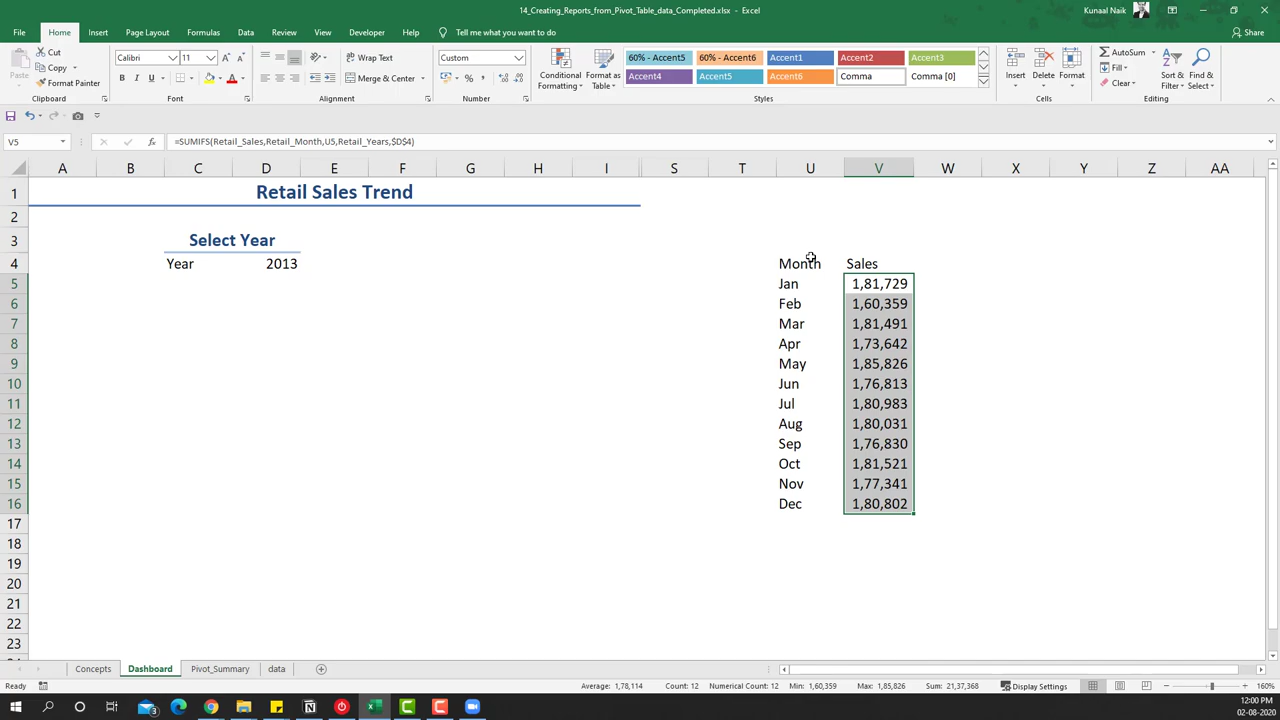 14_Creating_Reports_from_Pivot_Table_data_Completed.xlsx - Excel
Kunaal Naik
File Home Insert Page Layout Formulas Data Review View Developer Help Tell me what you want to do
Share
Paste
Cut
Copy
Format Painter
Clipboard
Calibri 11
B I U
Font
Wrap Text
Merge & Center
Alignment
Custom
Number
Conditional Formatting
Format as Table
60% - Accent5 60% - Accent6 Accent1 Accent2 Accent3
Accent4 Accent5 Accent6 Comma Comma [0]
Styles
Insert Delete Format
Cells
AutoSum
Fill
Clear
Sort & Filter
Find & Select
Editing
V5 fx =SUMIFS(Retail_Sales,Retail_Month,U5,Retail_Years,$D$4)
A B C D E F G H I S T U V W X Y Z AA
1 Retail Sales Trend
2
3 Select Year
4 Year 2013 Month Sales
5 Jan 1,81,729
6 Feb 1,60,359
7 Mar 1,81,491
8 Apr 1,73,642
9 May 1,85,826
10 Jun 1,76,813
11 Jul 1,80,983
12 Aug 1,80,031
13 Sep 1,76,830
14 Oct 1,81,521
15 Nov 1,77,341
16 Dec 1,80,802
17
18
19
20
21
22
23
Concepts Dashboard Pivot_Summary data
Ready Average: 1,78,114 Count: 12 Numerical Count: 12 Min: 1,60,359 Max: 1,85,826 Sum: 21,37,368 Display Settings 160%
12:00 PM
02-08-2020